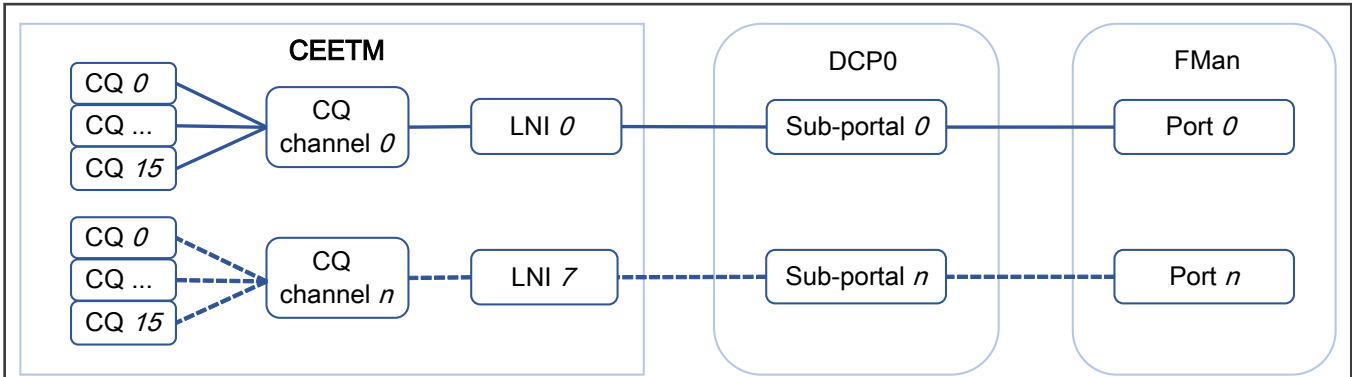 CEETM
DCP0
FMan
CQ 0
CQ ...
CQ 15
CQ
channel 0
LNI 0
Sub-portal 0
Port 0
CQ 0
CQ ...
CQ 15
CQ
channel n
LNI 7
Sub-portal n
Port n